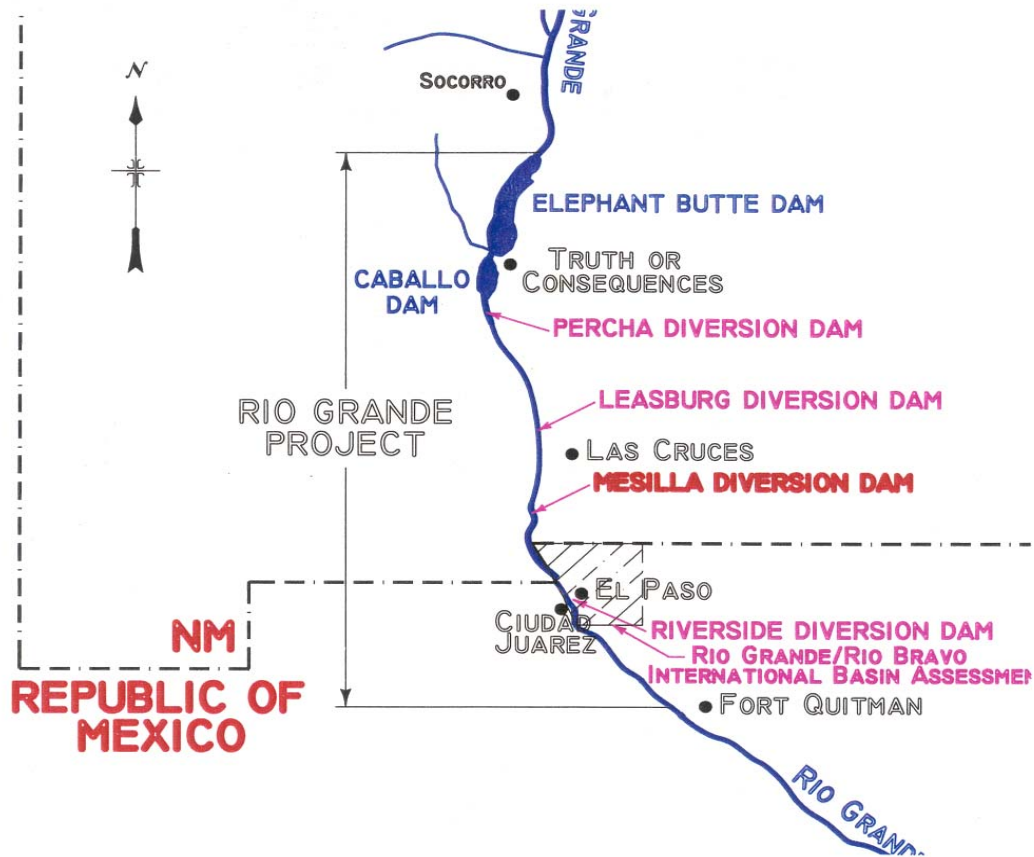 GRANDE
N
SOCORRO
ELEPHANT BUTTE DAM
TRUTH OR
CONSEQUENCES
CABALLO
DAM
PERCHA DIVERSION DAM
RIO GRANDE
PROJECT
LEASBURG DIVERSION DAM
LAS CRUCES
MESILLA DIVERSION DAM
EL PASO
CIUDAD
JUAREZ
NM
RIVERSIDE DIVERSION DAM
RIO GRANDE/RIO BRAVO
INTERNATIONAL BASIN ASSESSMEN
REPUBLIC OF
MEXICO
FORT QUITMAN
RIO GRAND